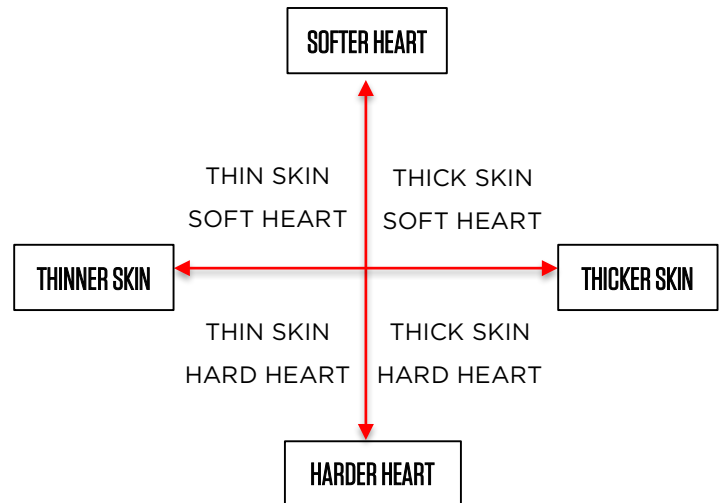 SOFTER HEART
THIN SKIN
SOFT HEART
THICK SKIN
SOFT HEART
THINNER SKIN
THICKER SKIN
THIN SKIN
HARD HEART
THICK SKIN
HARD HEART
HARDER HEART